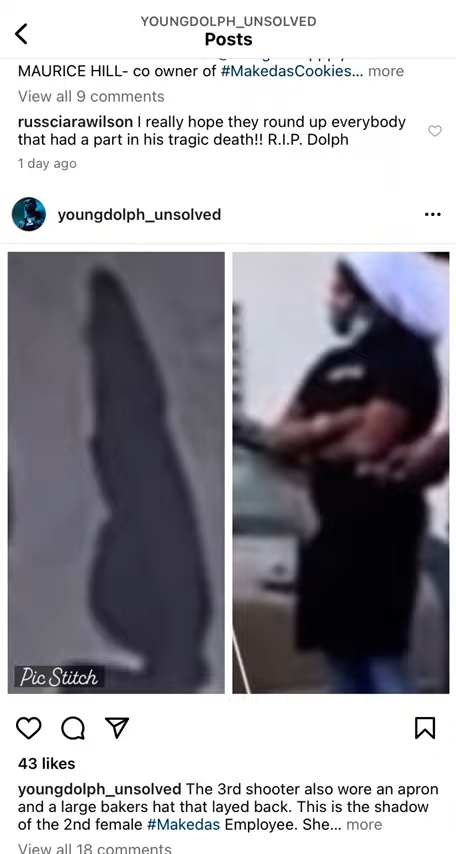 YOUNGDOLPH_UNSOLVED
Posts
MAURICE HILL- co owner of #MakedasCookies... more
View all 9 comments
russciarawilson I really hope they round up everybody
that had a part in his tragic death!! R.I.P. Dolph
1 day ago
youngdolph_unsolved
Pic Stitch
43 likes
youngdolph_unsolved The 3rd shooter also wore an apron
and a large bakers hat that layed back. This is the shadow
of the 2nd female #Makedas Employee. She... more
View all 18 comments